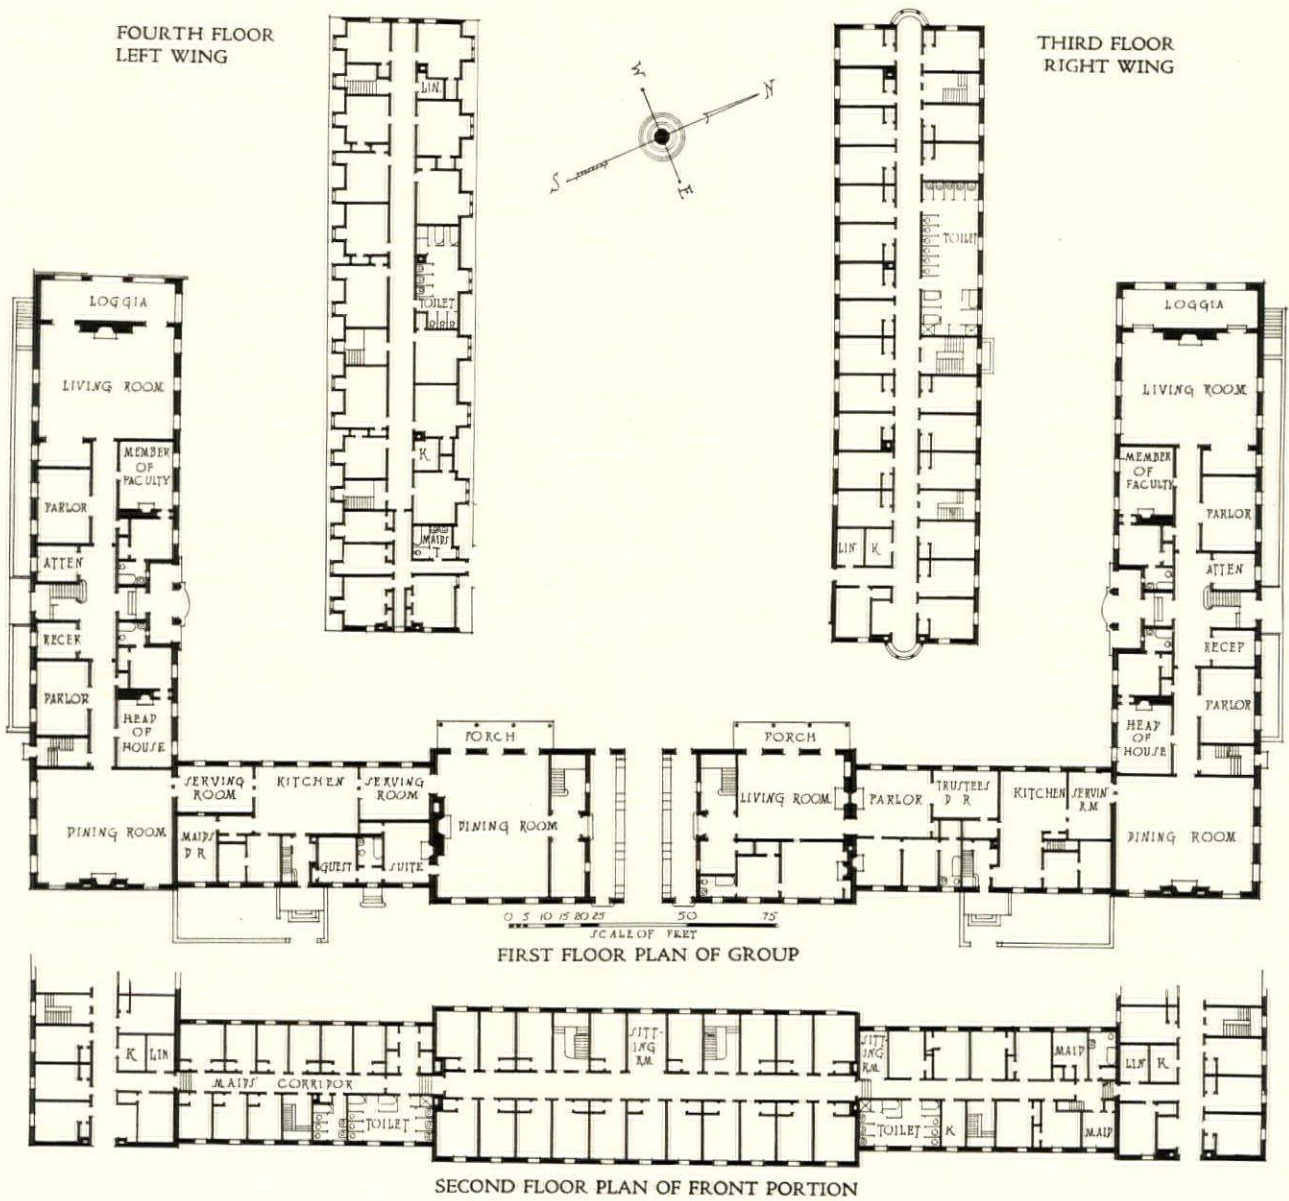 FOURTH FLOOR
LEFT WING
THIRD FLOOR
RIGHT WING
W
N
S
E
LIN.
TOILET
K
MAIDS
T
TOILET
LIN
K
LOGGIA
LIVING ROOM
MEMBER
OF
FACULTY
PARLOR
ATTEN
RECEP
PARLOR
HEAD
OF
HOUSE
DINING ROOM
SERVING
ROOM
KITCHEN
SERVING
ROOM
MAIDS
D R
GUEST
SUITE
PORCH
DINING ROOM
PORCH
LIVING ROOM
PARLOR
TRUSTEES
D R
KITCHEN
SERVING
RM
LOGGIA
LIVING ROOM
MEMBER
OF
FACULTY
PARLOR
ATTEN
RECEP
PARLOR
HEAD
OF
HOUSE
DINING ROOM
0 5 10 15 20 25 50 75
SCALE OF FEET
FIRST FLOOR PLAN OF GROUP
K
LIN
MAIDS' CORRIDOR
TOILET
SITT-
ING
RM.
SITT-
ING
RM.
MAID
TOILET
K
MAID
LIN
K
SECOND FLOOR PLAN OF FRONT PORTION